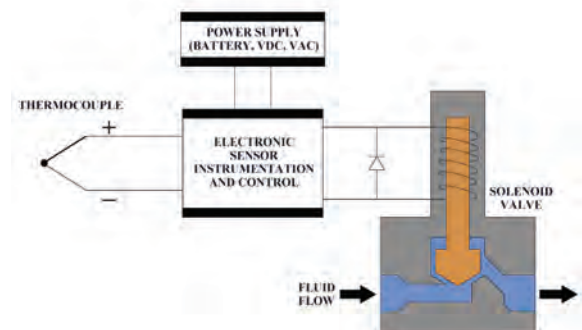 POWER SUPPLY
(BATTERY, VDC, VAC)
THERMOCOUPLE
+
ELECTRONIC
SENSOR
INSTRUMENTATION
AND CONTROL
−
SOLENOID
VALVE
FLUID
FLOW